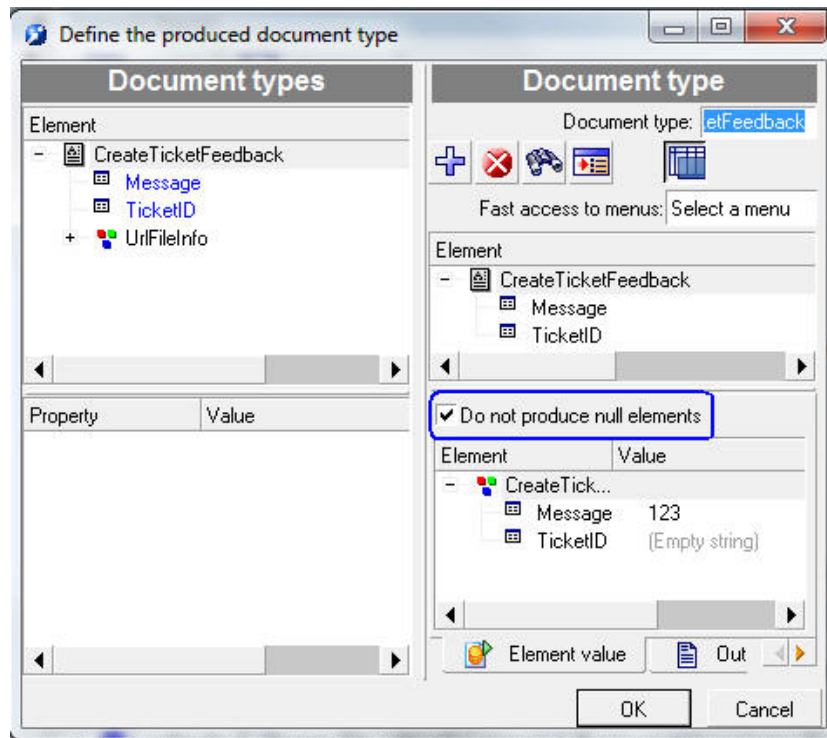 Define the produced document type
Document types
Element
CreateTicketFeedback
Message
TicketID
UrlFileInfo
Property Value
Document type
Document type: etFeedback
Fast access to menus: Select a menu
Element
CreateTicketFeedback
Message
TicketID
Do not produce null elements
Element Value
CreateTick...
Message 123
TicketID (Empty string)
Element value Out
OK Cancel